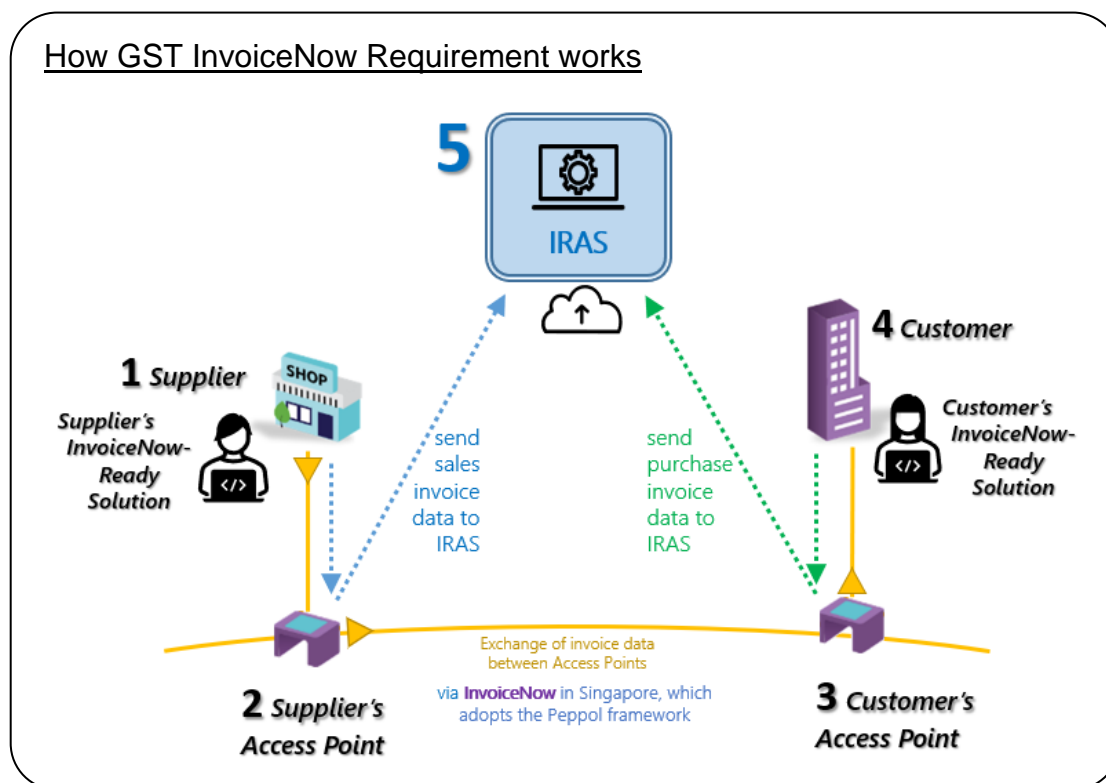 How GST InvoiceNow Requirement works
5
IRAS
1 Supplier
SHOP
Supplier's
InvoiceNow-
Ready
Solution
</>
4 Customer
Customer's
InvoiceNow-
Ready
Solution
</>
send
sales
invoice
data to
IRAS
send
purchase
invoice
data to
IRAS
Exchange of invoice data
between Access Points
via InvoiceNow in Singapore, which
adopts the Peppol framework
2 Supplier's
Access Point
3 Customer's
Access Point